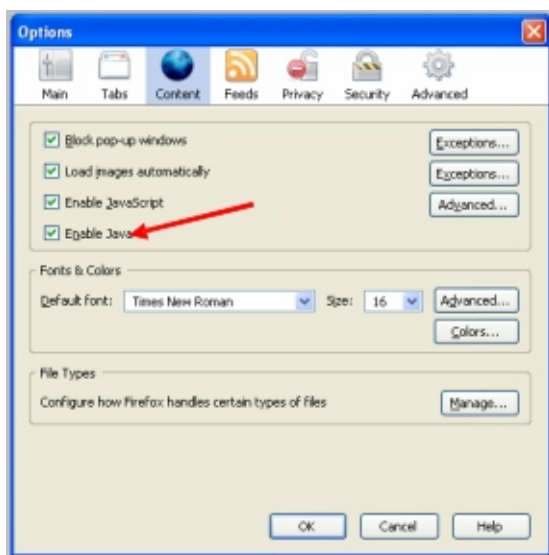 Options
Main Tabs Content Feeds Privacy Security Advanced
Block pop-up windows Exceptions...
Load images automatically Exceptions...
Enable JavaScript Advanced...
Enable Java
Fonts & Colors
Default font: Times New Roman Size: 16 Advanced...
Colors...
File Types
Configure how Firefox handles certain types of files Manage...
OK Cancel Help